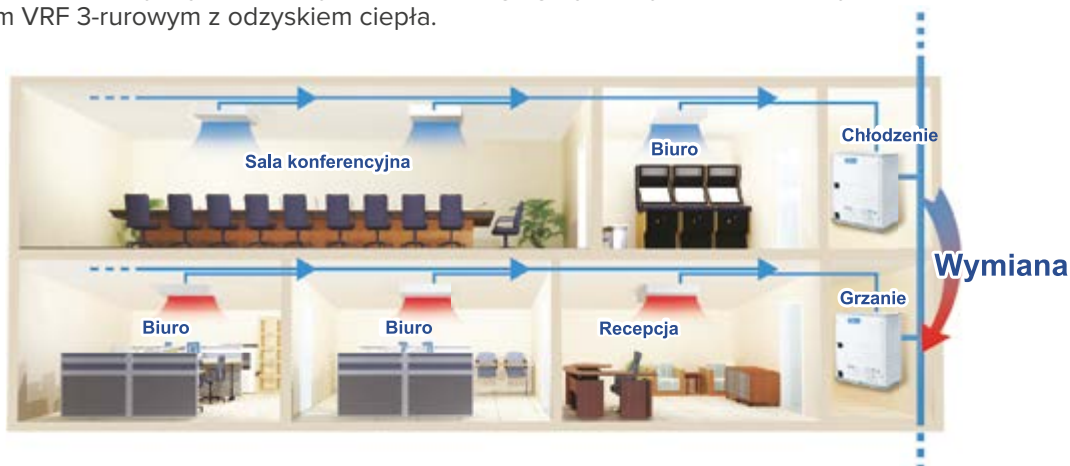 m VRF 3-rurowym z odzyskiem ciepła.
Chłodzenie
Biuro
Sala konferencyjna
Wymiana
Grzanie
Biuro
Biuro
Recepcja